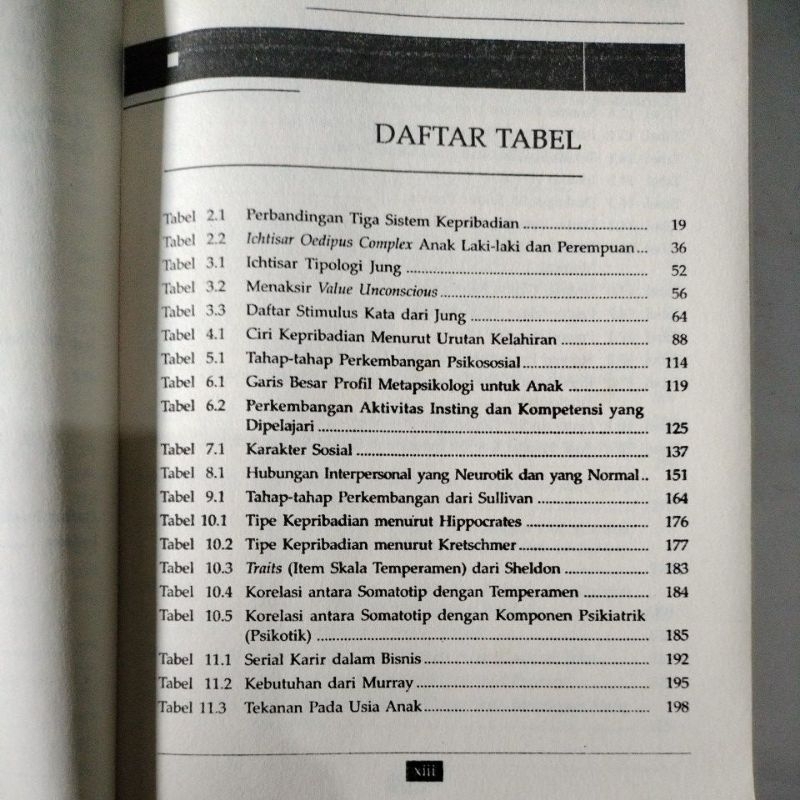 DAFTAR TABEL
Tabel 2.1 Perbandingan Tiga Sistem Kepribadian ........ 19
Tabel 2.2 Ichtisar Oedipus Complex Anak Laki-laki dan Perempuan... 36
Tabel 3.1 Ichtisar Tipologi Jung ........ 52
Tabel 3.2 Menaksir Value Unconscious ........ 56
Tabel 3.3 Daftar Stimulus Kata dari Jung ........ 64
Tabel 4.1 Ciri Kepribadian Menurut Urutan Kelahiran ........ 88
Tabel 5.1 Tahap-tahap Perkembangan Psikososial ........ 114
Tabel 6.1 Garis Besar Profil Metapsikologi untuk Anak ........ 119
Tabel 6.2 Perkembangan Aktivitas Insting dan Kompetensi yang
Dipelajari ........ 125
Tabel 7.1 Karakter Sosial ........ 137
Tabel 8.1 Hubungan Interpersonal yang Neurotik dan yang Normal.. 151
Tabel 9.1 Tahap-tahap Perkembangan dari Sullivan ........ 164
Tabel 10.1 Tipe Kepribadian menurut Hippocrates ........ 176
Tabel 10.2 Tipe Kepribadian menurut Kretschmer ........ 177
Tabel 10.3 Traits (Item Skala Temperamen) dari Sheldon ........ 183
Tabel 10.4 Korelasi antara Somatotip dengan Temperamen ........ 184
Tabel 10.5 Korelasi antara Somatotip dengan Komponen Psikiatrik
(Psikotik) ........ 185
Tabel 11.1 Serial Karir dalam Bisnis ........ 192
Tabel 11.2 Kebutuhan dari Murray ........ 195
Tabel 11.3 Tekanan Pada Usia Anak ........ 198
xiii